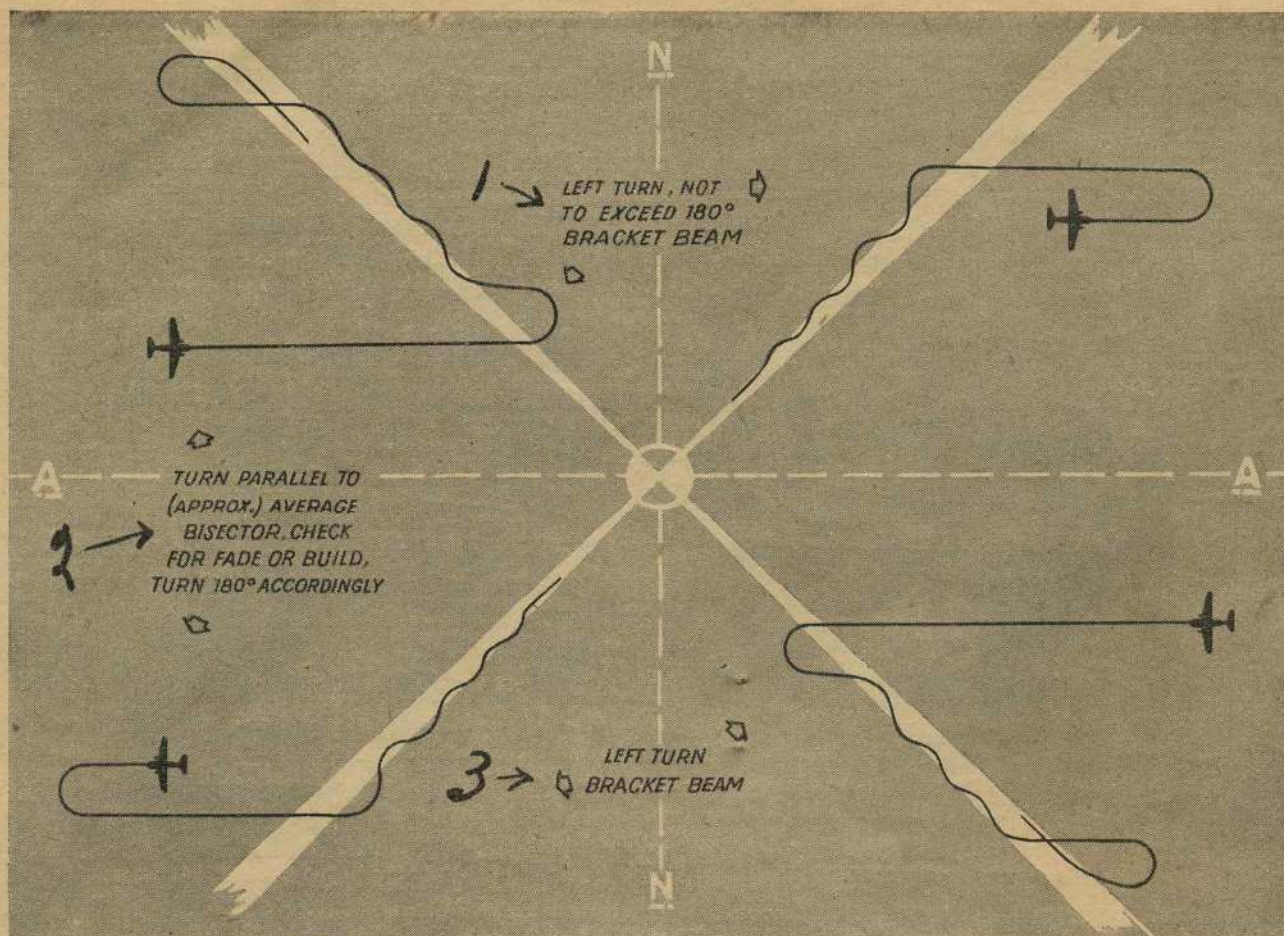 N
1 LEFT TURN, NOT
TO EXCEED 180°
BRACKET BEAM
A
A
2 TURN PARALLEL TO
(APPROX.) AVERAGE
BISECTOR, CHECK
FOR FADE OR BUILD,
TURN 180° ACCORDINGLY
3 LEFT TURN
BRACKET BEAM
N